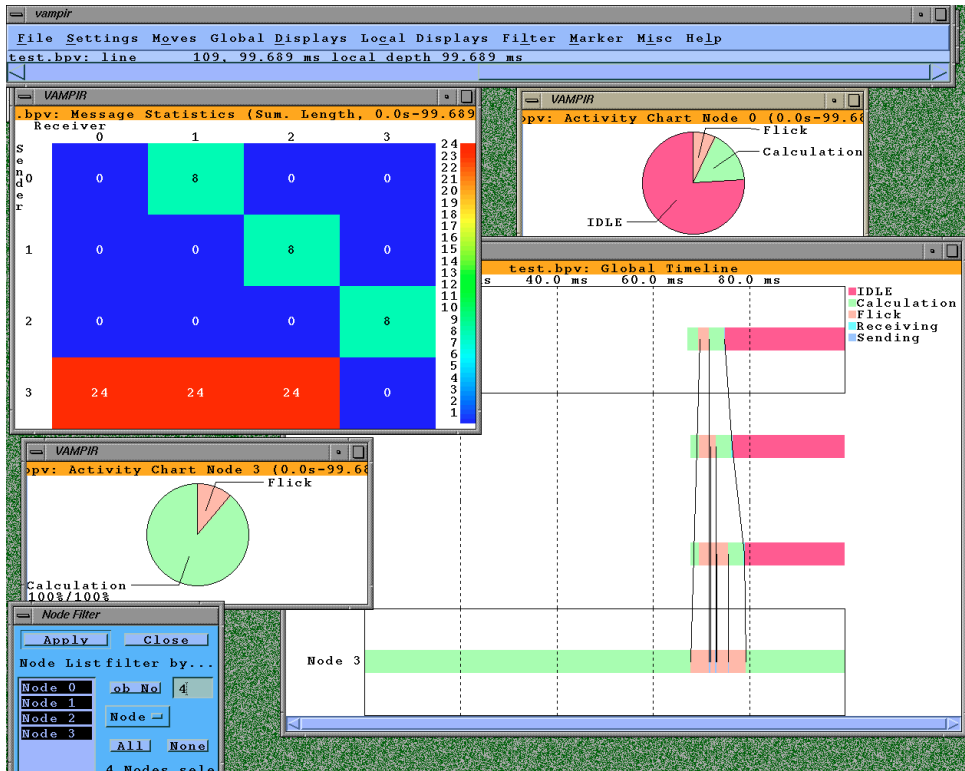 vampir
File Settings Moves Global Displays Local Displays Filter Marker Misc Help
test.bpv: line 109, 99.689 ms local depth 99.689 ms
VAMPIR
.bpv: Message Statistics (Sum. Length, 0.0s-99.689
Receiver
0 1 2 3
Sender
0 0 8 0 0
1 0 0 8 0
2 0 0 0 8
3 24 24 24 0
24
23
22
21
20
19
18
17
16
15
14
13
12
11
10
9
8
7
6
5
4
3
2
1
VAMPIR
bpv: Activity Chart Node 0 (0.0s-99.68
Flick
Calculation
IDLE
test.bpv: Global Timeline
s 40.0 ms 60.0 ms 80.0 ms
IDLE
Calculation
Flick
Receiving
Sending
Node 3
VAMPIR
bpv: Activity Chart Node 3 (0.0s-99.68
Flick
Calculation
100%/100%
Node Filter
Apply Close
Node List filter by...
Node 0
Node 1
Node 2
Node 3
ob No 4
Node
All None
4 Nodes sele